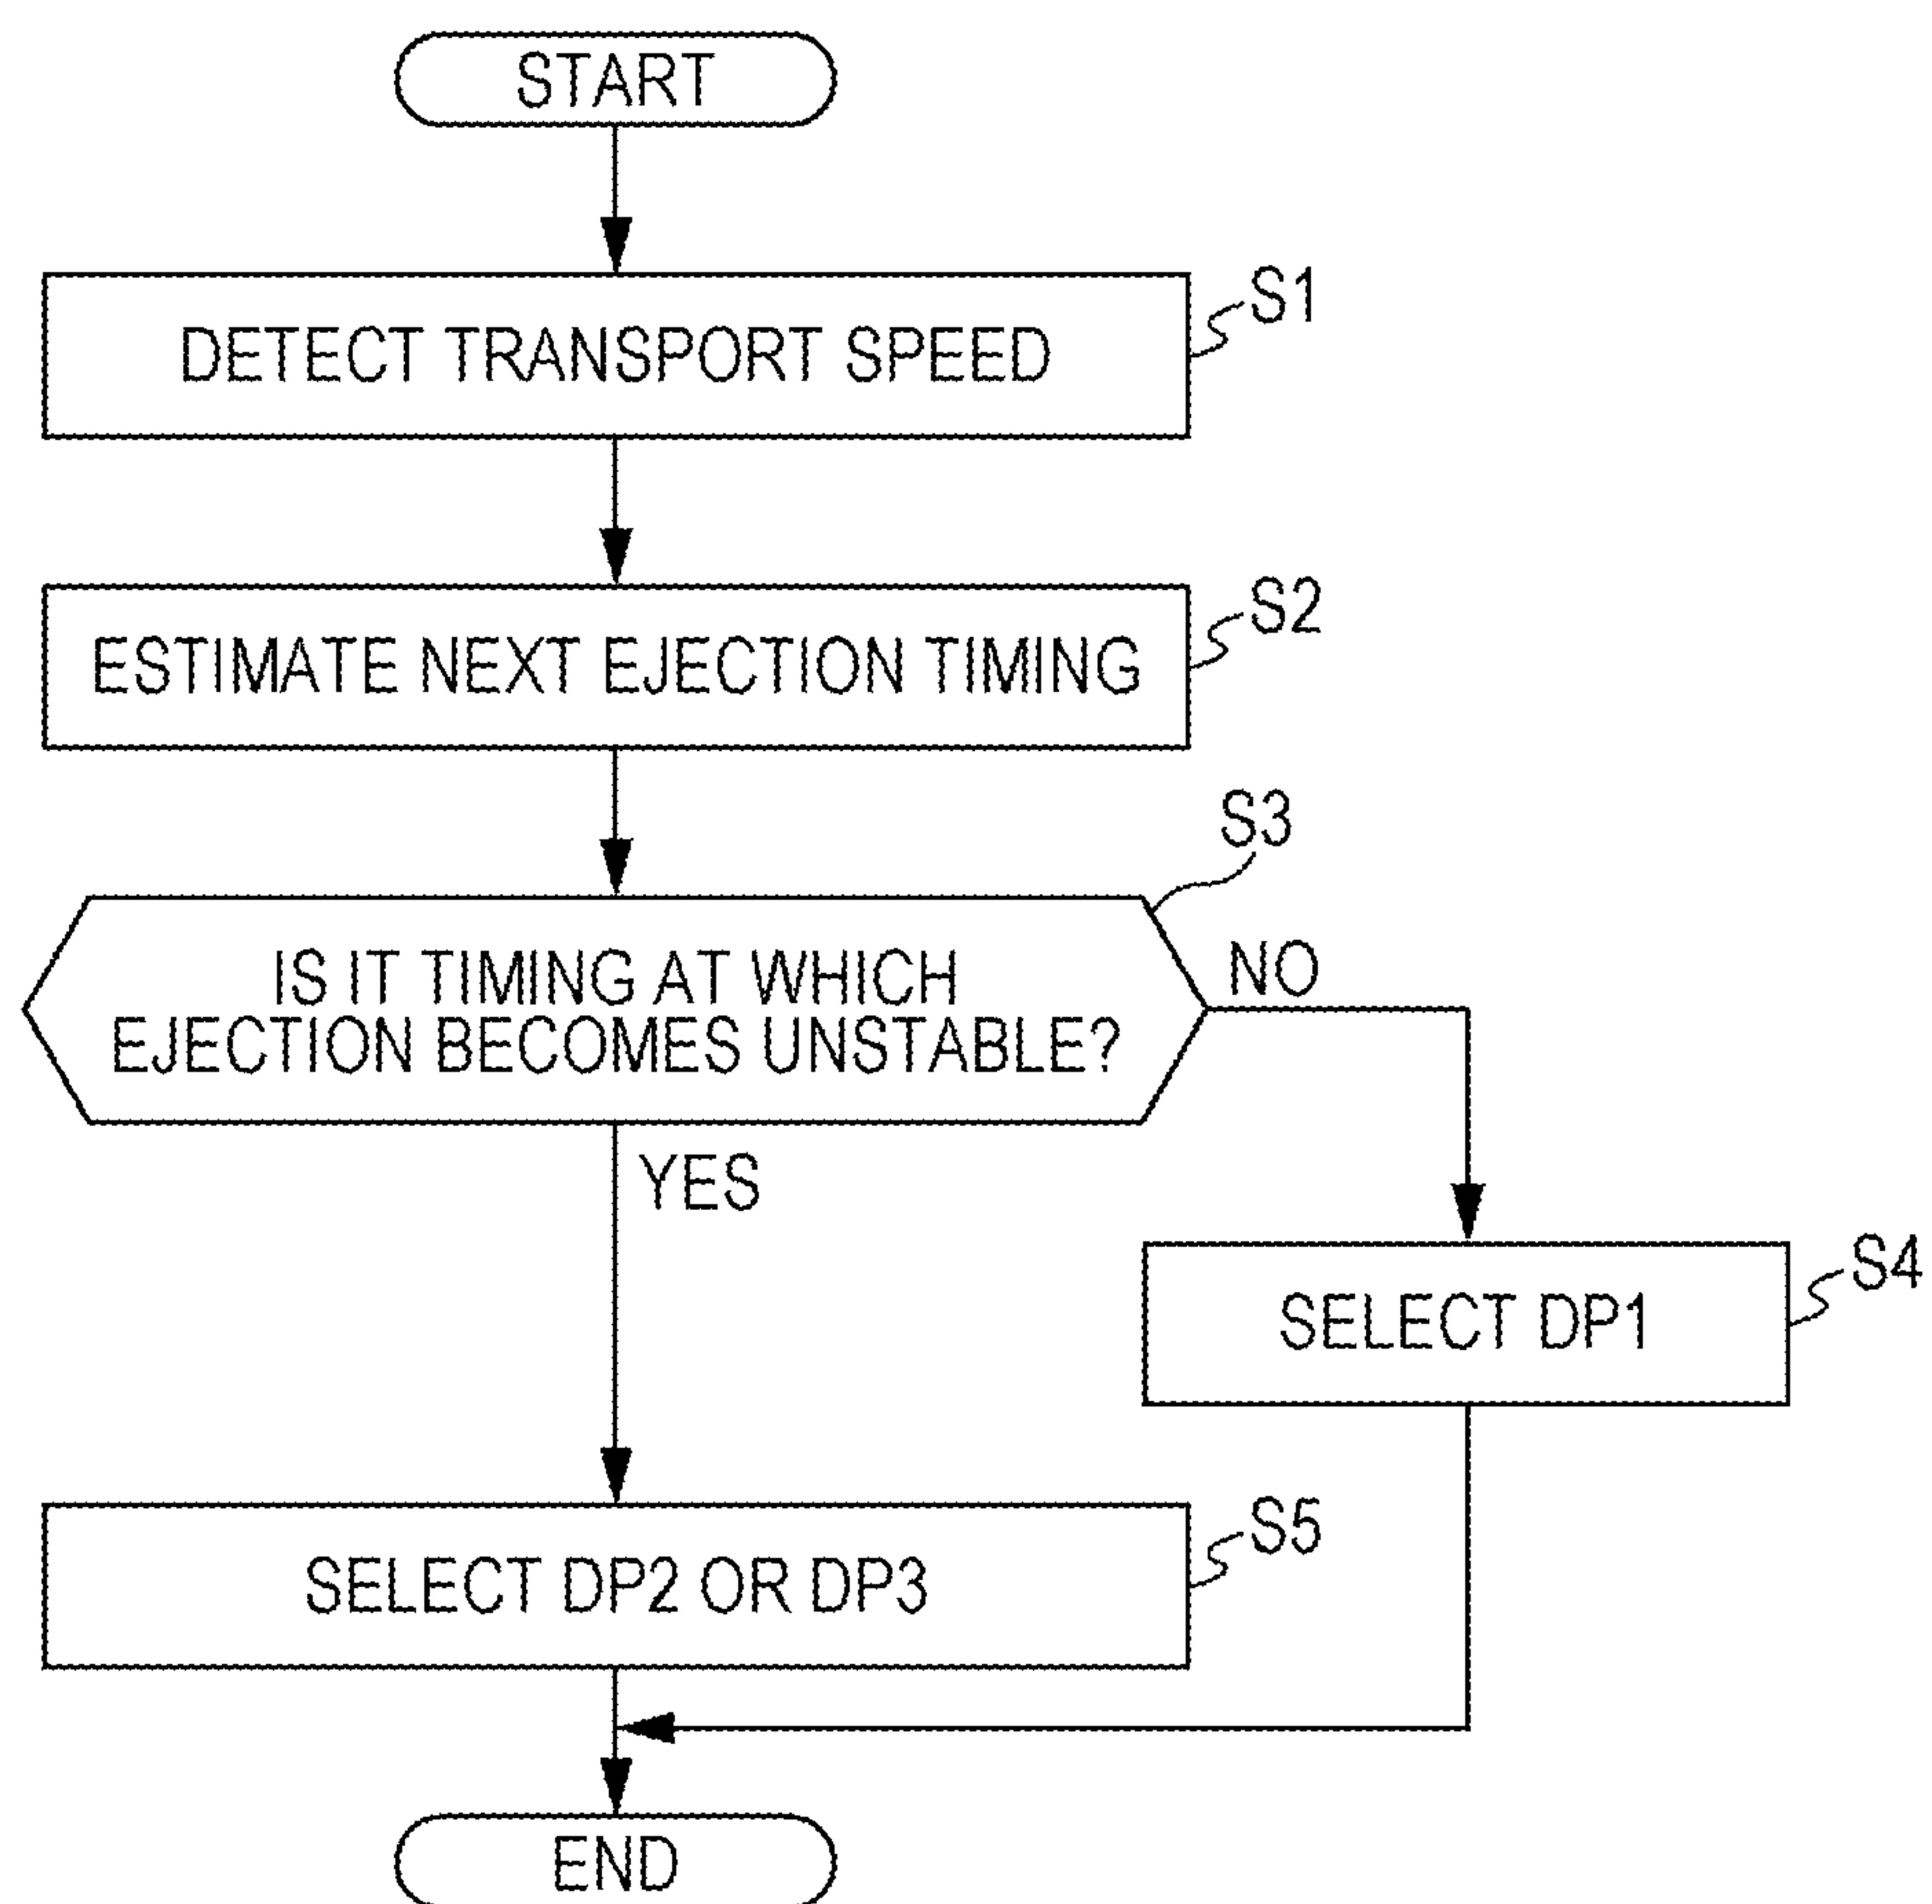 START
DETECT TRANSPORT SPEED
S1
ESTIMATE NEXT EJECTION TIMING
S2
S3
IS IT TIMING AT WHICH
EJECTION BECOMES UNSTABLE?
NO
YES
SELECT DP1
S4
SELECT DP2 OR DP3
S5
END